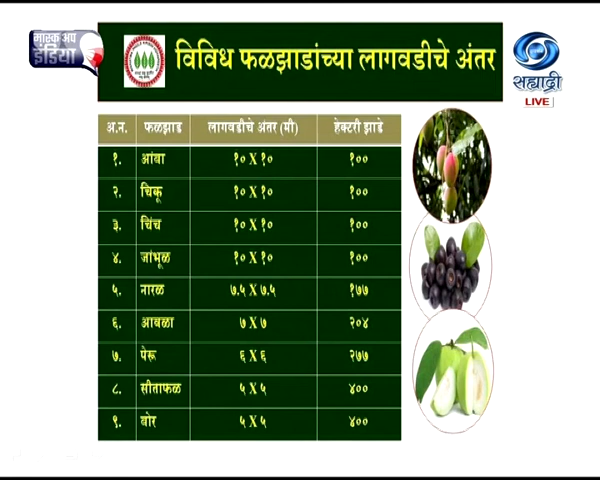 मास्क अप
इंडिया
विविध फळझाडांच्या लागवडीचे अंतर
सह्याद्री
LIVE
अ.न. फळझाड लागवडीचे अंतर (मी) हेक्टरी झाडे
१. आंबा १० X १० १००
२. चिकू १० X १० १००
३. चिंच १० X १० १००
४. जांभूळ १० X १० १००
५. नारळ ७.५ X ७.५ १७७
६. आवळा ७ X ७ २०४
७. पेरू ६ X ६ २७७
८. सीताफळ ५ X ५ ४००
९. बोर ५ X ५ ४००